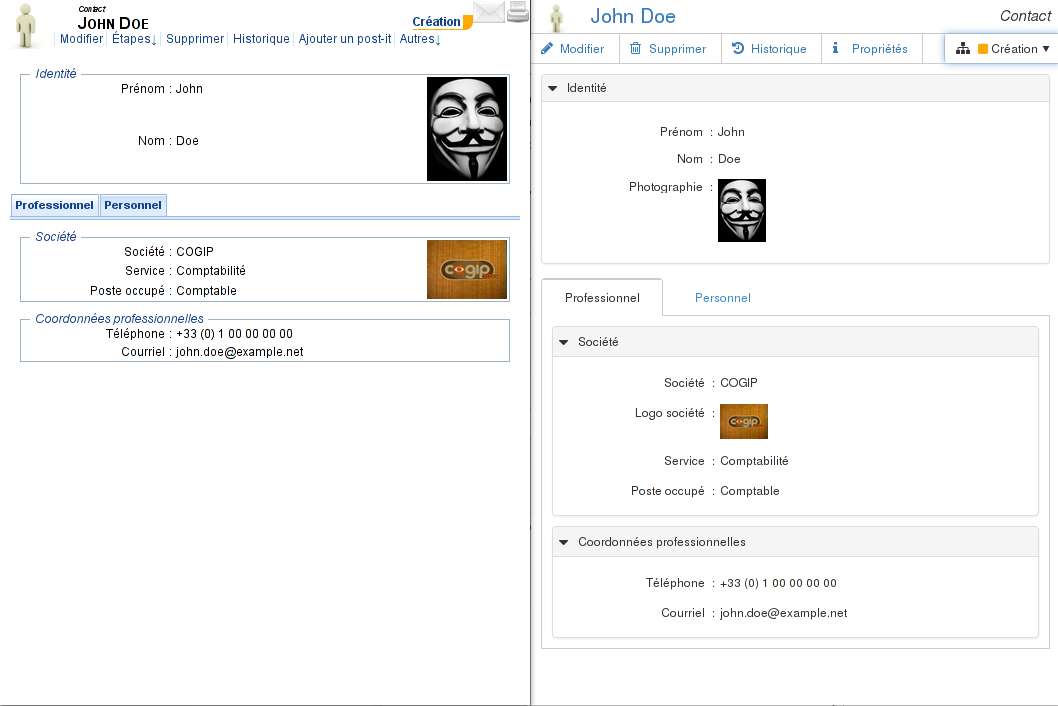 Contact
JOHN DOE
Création
Modifier Étapes↓ Supprimer Historique Ajouter un post-it Autres↓
Identité
Prénom : John
Nom : Doe
Professionnel Personnel
Société
Société : COGIP
cogip
Service : Comptabilité
Poste occupé : Comptable
Coordonnées professionnelles
Téléphone : +33 (0) 1 00 00 00 00
Courriel : john.doe@example.net
John Doe
Contact
Modifier Supprimer Historique Propriétés Création ▼
Identité
Prénom : John
Nom : Doe
Photographie :
Professionnel Personnel
Société
Société : COGIP
Logo société : cogip
Service : Comptabilité
Poste occupé : Comptable
Coordonnées professionnelles
Téléphone : +33 (0) 1 00 00 00 00
Courriel : john.doe@example.net